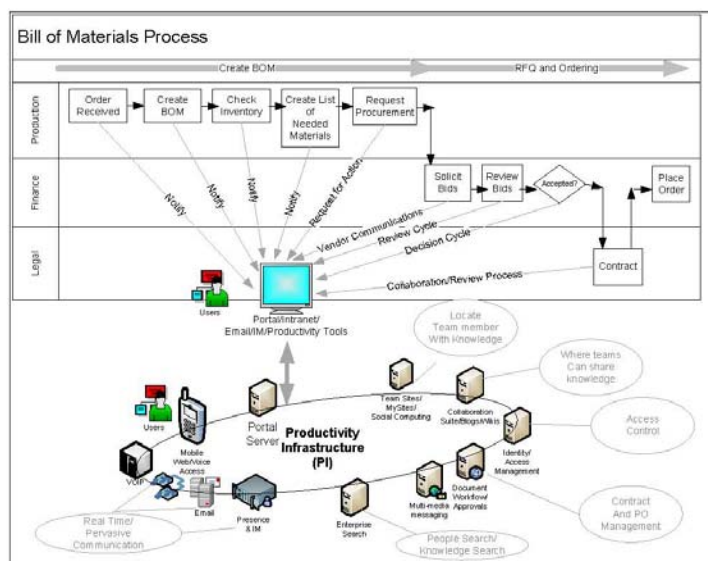 Bill of Materials Process
Create BOM
RFQ and Ordering
Production
Order
Received
Create
BOM
Check
Inventory
Create List
of
Needed
Materials
Request
Procurement
Finance
Solicit
Bids
Review
Bids
Accepted?
Place
Order
Legal
Contract
Notify
Notify
Notify
Notify
Request for Action
Vendor Communications
Review Cycle
Decision Cycle
Collaboration/Review Process
Users
Portal/Intranet/
Email/IM/Productivity Tools
Locate
Team member
With Knowledge
Where teams
Can share
knowledge
Users
Mobile
Web/Voice
Access
Portal
Server
Team Sites/
MySites/
Social Computing
Collaboration
Suite/Blogs/Wikis
Access
Control
Productivity
Infrastructure
(PI)
Identity/
Access
Management
VOIP
Email
Presence
& IM
Enterprise
Search
Multi-media
messaging
Document
Workflow/
Approvals
Contract
And PO
Management
Real Time/
Pervasive
Communication
People Search/
Knowledge Search